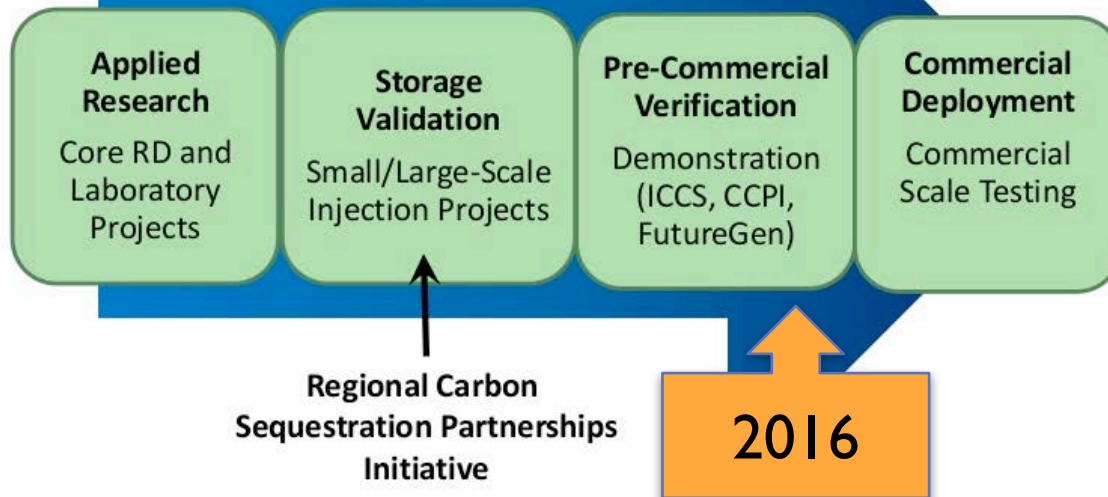 Applied
Research
Core RD and
Laboratory
Projects
Storage
Validation
Small/Large-Scale
Injection Projects
Pre-Commercial
Verification
Demonstration
(ICCS, CCPI,
FutureGen)
Commercial
Deployment
Commercial
Scale Testing
Regional Carbon
Sequestration Partnerships
Initiative
2016